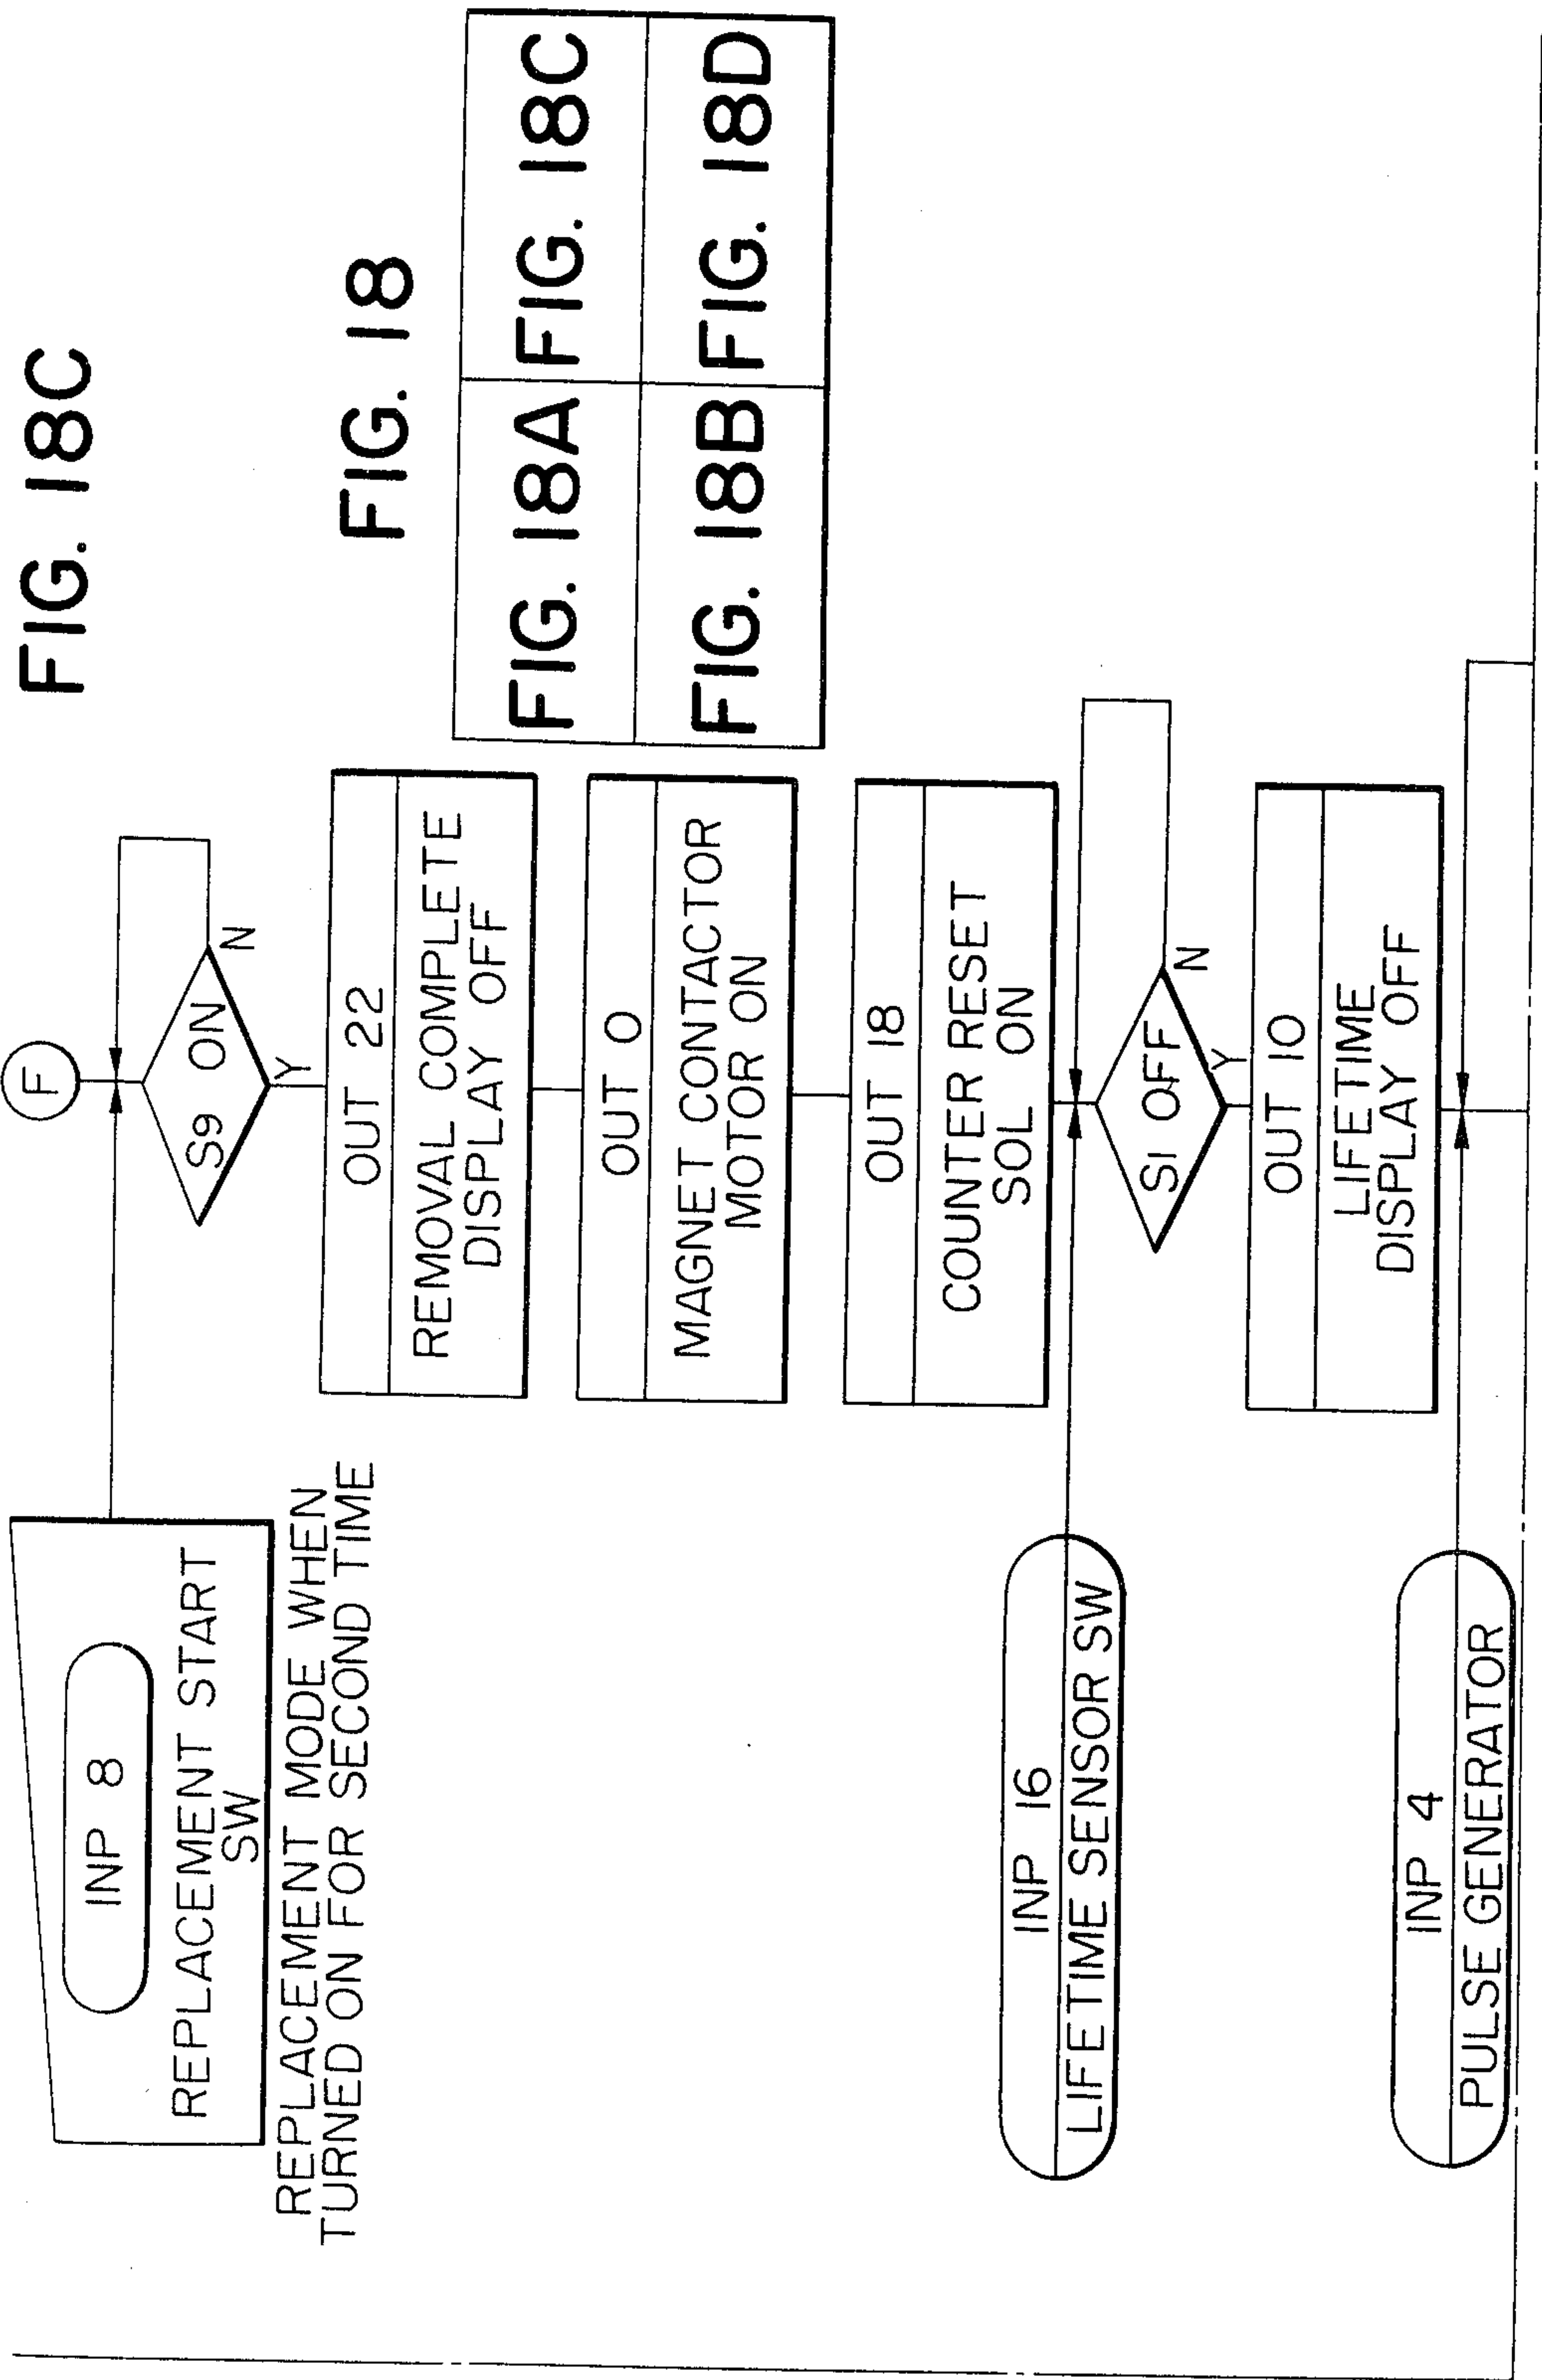 FIG. 18C
FIG. 18
FIG. 18A FIG. 18C
FIG. 18B FIG. 18D
F
INP 8
REPLACEMENT START
SW
REPLACEMENT MODE WHEN
TURNED ON FOR SECOND TIME
S9 ON
N
Y
OUT 22
REMOVAL COMPLETE
DISPLAY OFF
OUT 0
MAGNET CONTACTOR
MOTOR ON
OUT 18
COUNTER RESET
SOL ON
INP 16
LIFETIME SENSOR SW
S1 OFF
N
Y
OUT 10
LIFETIME
DISPLAY OFF
INP 4
PULSE GENERATOR